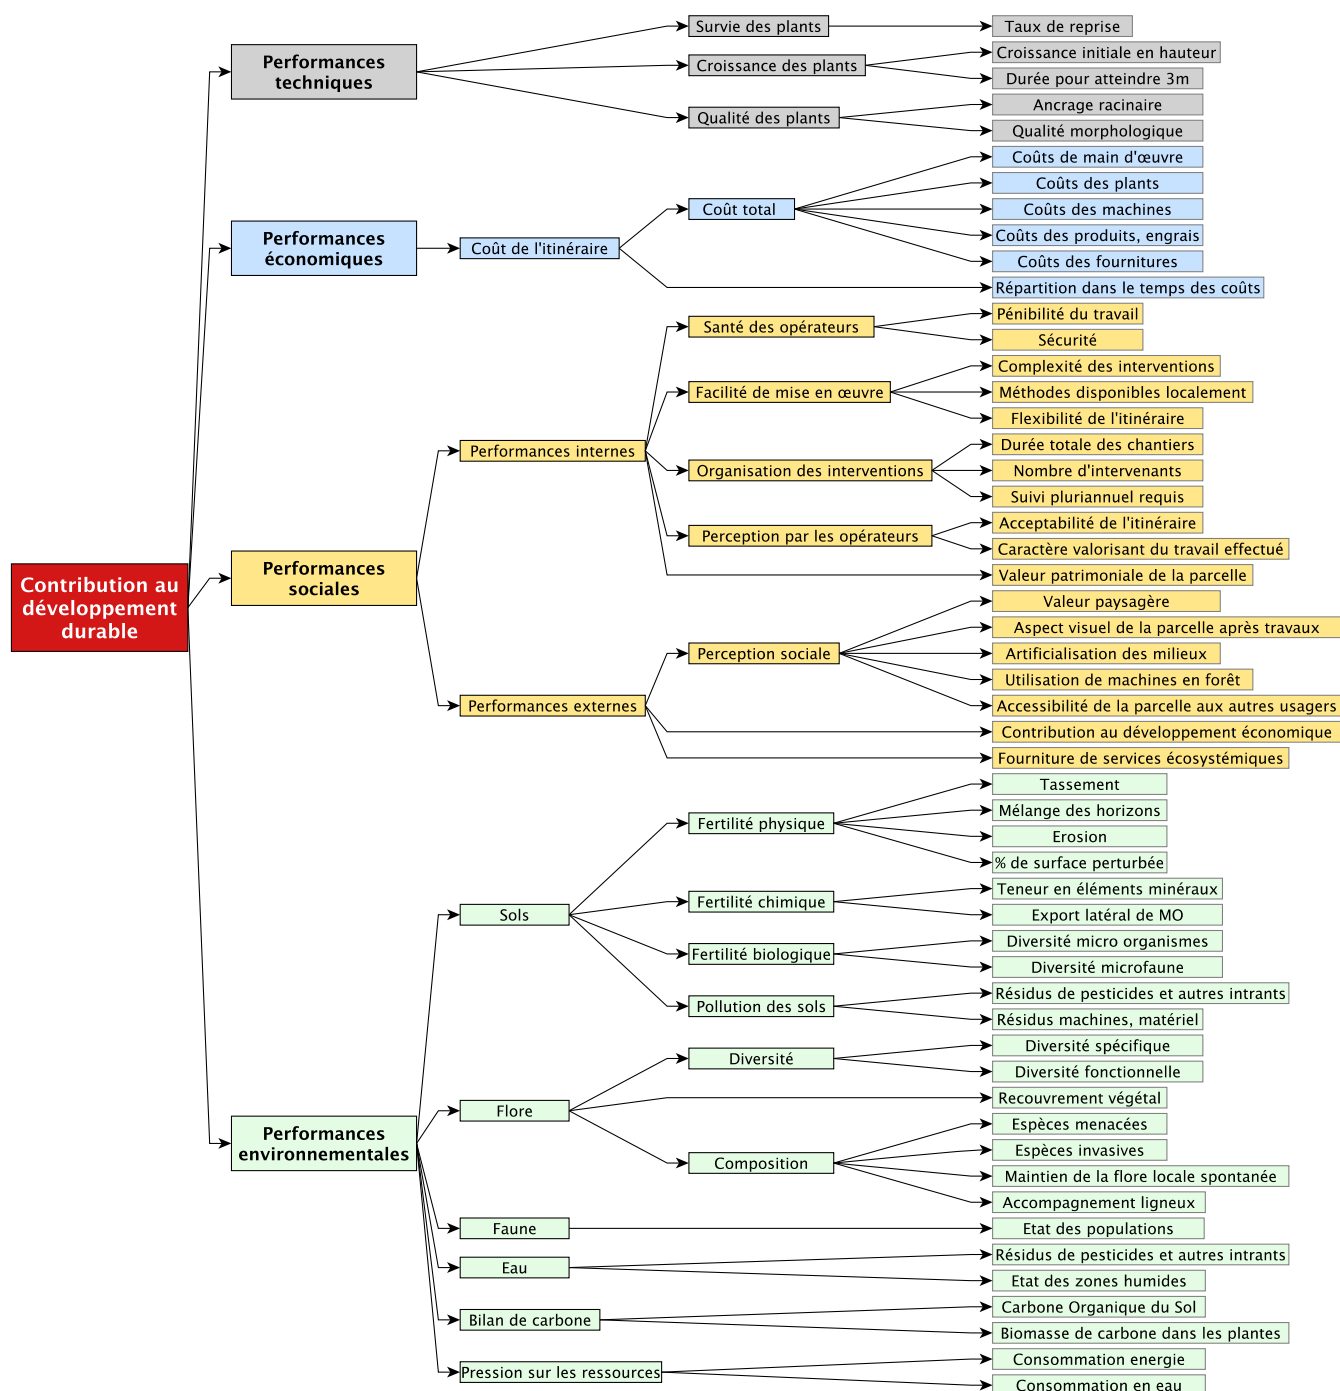 Contribution au
développement
durable
Performances
techniques
Survie des plants
Taux de reprise
Croissance des plants
Croissance initiale en hauteur
Durée pour atteindre 3m
Qualité des plants
Ancrage racinaire
Qualité morphologique
Performances
économiques
Coût de l'itinéraire
Coût total
Coûts de main d'œuvre
Coûts des plants
Coûts des machines
Coûts des produits, engrais
Coûts des fournitures
Répartition dans le temps des coûts
Performances
sociales
Performances internes
Santé des opérateurs
Pénibilité du travail
Sécurité
Facilité de mise en œuvre
Complexité des interventions
Méthodes disponibles localement
Flexibilité de l'itinéraire
Organisation des interventions
Durée totale des chantiers
Nombre d'intervenants
Suivi pluriannuel requis
Perception par les opérateurs
Acceptabilité de l'itinéraire
Caractère valorisant du travail effectué
Valeur patrimoniale de la parcelle
Performances externes
Perception sociale
Valeur paysagère
Aspect visuel de la parcelle après travaux
Artificialisation des milieux
Utilisation de machines en forêt
Accessibilité de la parcelle aux autres usagers
Contribution au développement économique
Fourniture de services écosystémiques
Performances
environnementales
Sols
Fertilité physique
Tassement
Mélange des horizons
Erosion
% de surface perturbée
Fertilité chimique
Teneur en éléments minéraux
Export latéral de MO
Fertilité biologique
Diversité micro organismes
Diversité microfaune
Pollution des sols
Résidus de pesticides et autres intrants
Résidus machines, matériel
Flore
Diversité
Diversité spécifique
Diversité fonctionnelle
Recouvrement végétal
Composition
Espèces menacées
Espèces invasives
Maintien de la flore locale spontanée
Accompagnement ligneux
Faune
Etat des populations
Eau
Résidus de pesticides et autres intrants
Etat des zones humides
Bilan de carbone
Carbone Organique du Sol
Biomasse de carbone dans les plantes
Pression sur les ressources
Consommation energie
Consommation en eau